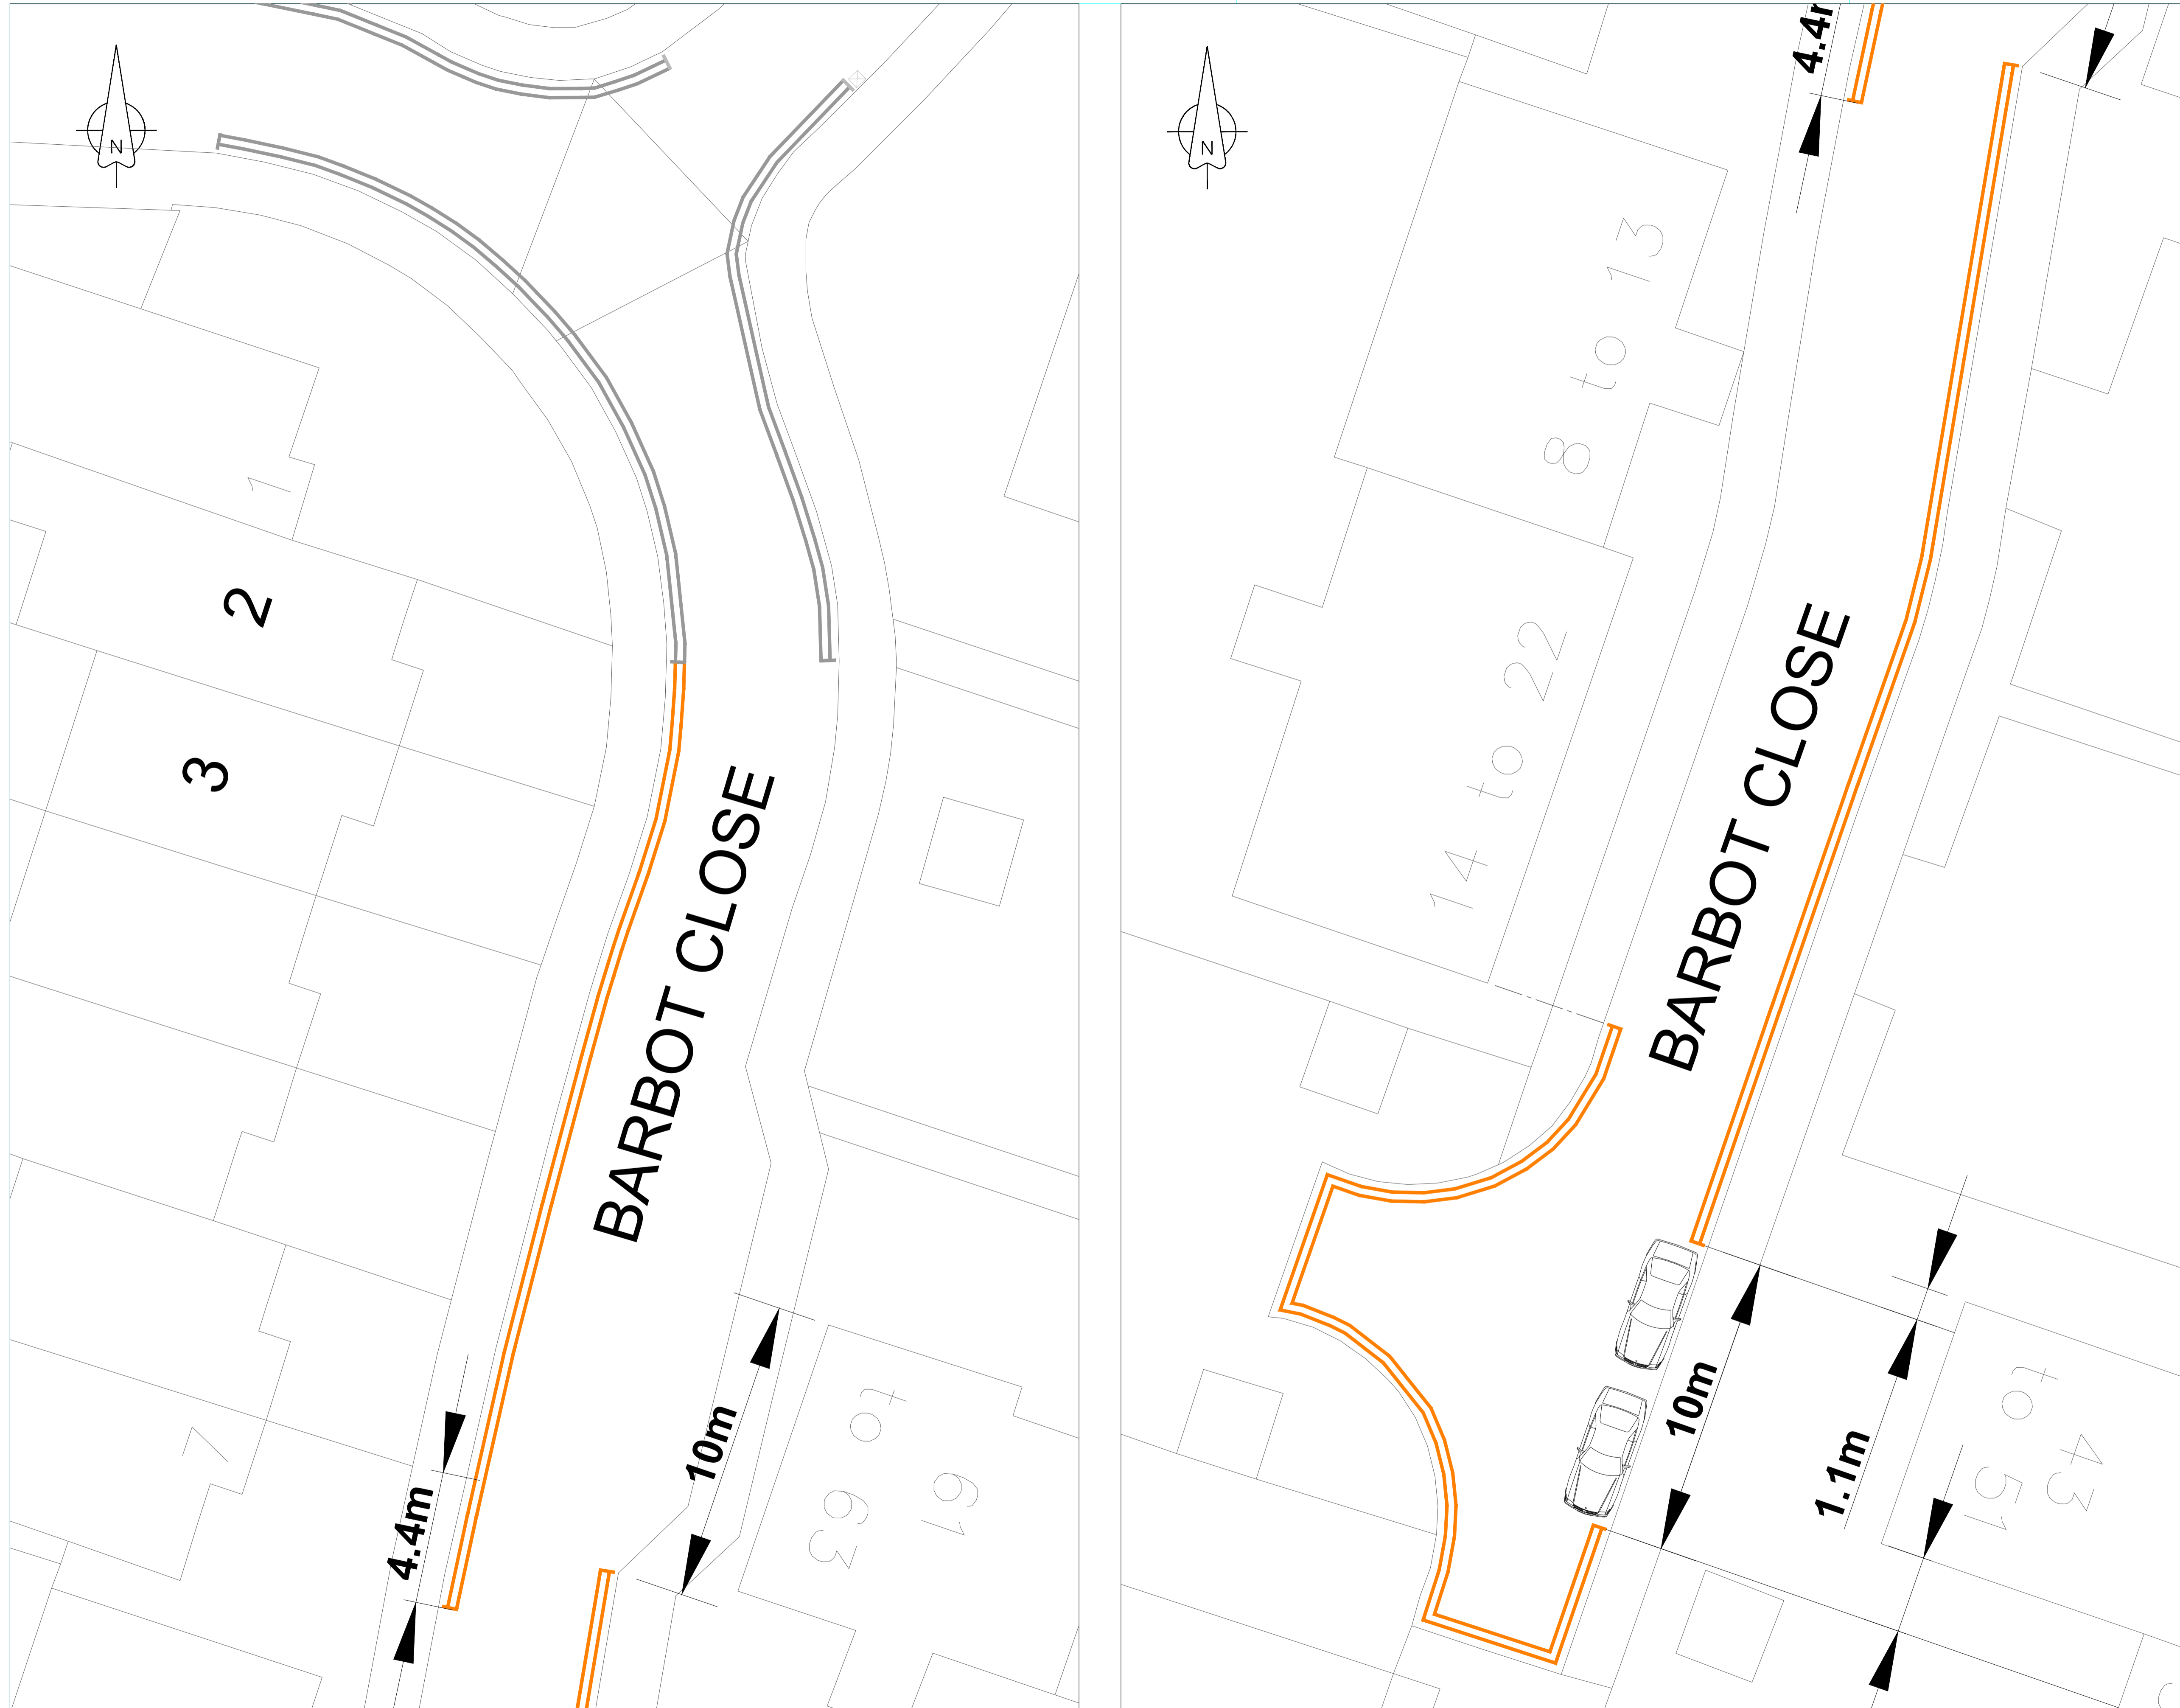 N
1
2
3
BARBOT CLOSE
7
4.4m
10m
61
to 63
N
4.4m
8 to 13
14 to 22
BARBOT CLOSE
10m
1.1m
43
to 51